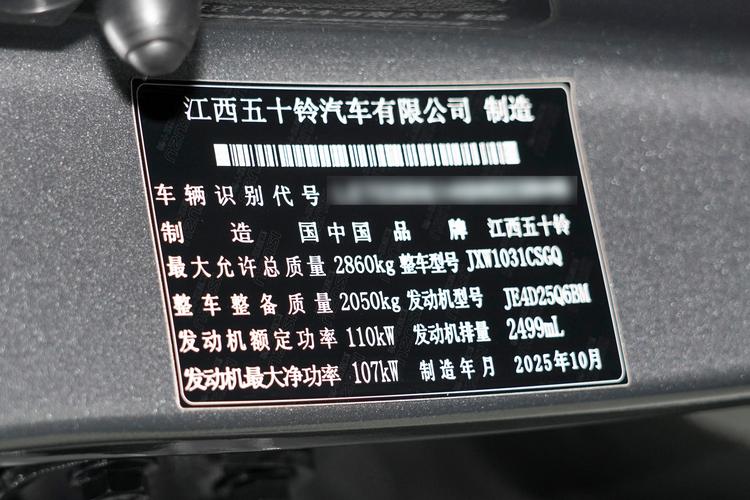 江西五十铃汽车有限公司 制造
车辆识别代号
制造国 中国 品牌 江西五十铃
最大允许总质量 2860kg 整车型号 JXW1031CSGQ
整车整备质量 2050kg 发动机型号 JE4D25Q6BM
发动机额定功率 110kW 发动机排量 2499mL
发动机最大净功率 107kW 制造年月 2025年10月